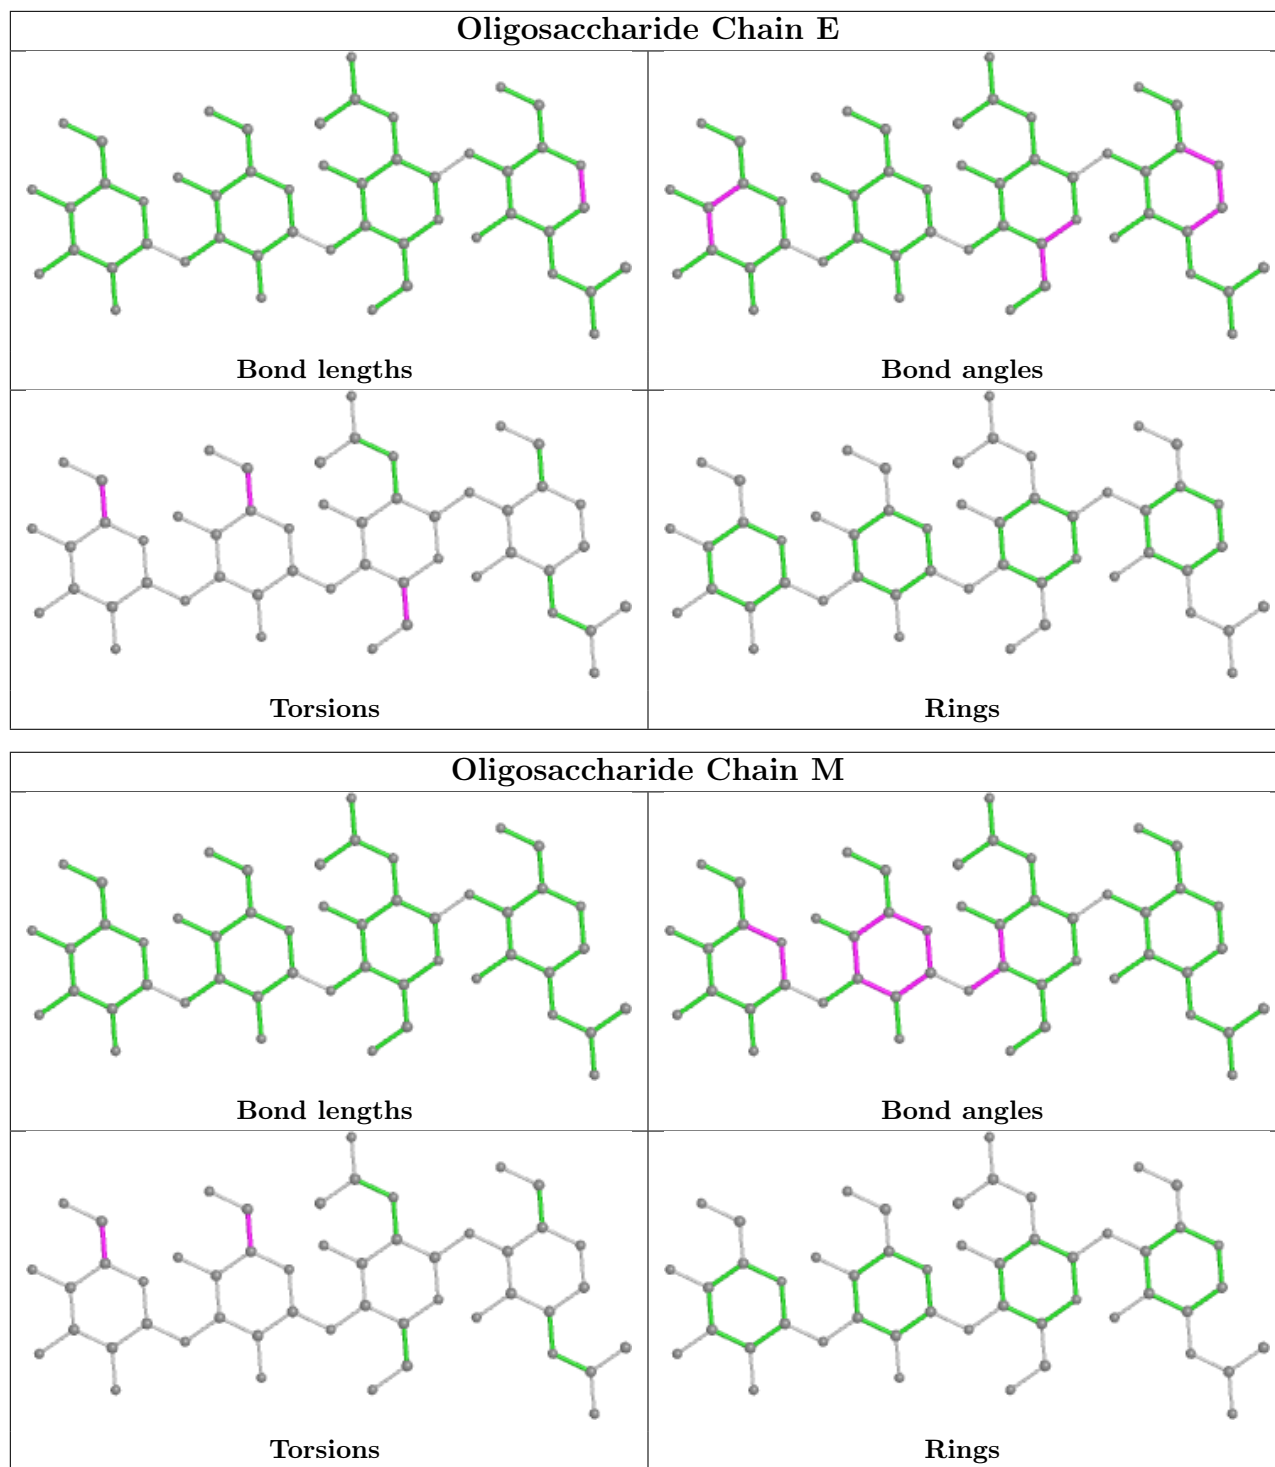 Oligosaccharide Chain E
Bond lengths
Bond angles
Torsions
Rings
Oligosaccharide Chain M
Bond lengths
Bond angles
Torsions
Rings